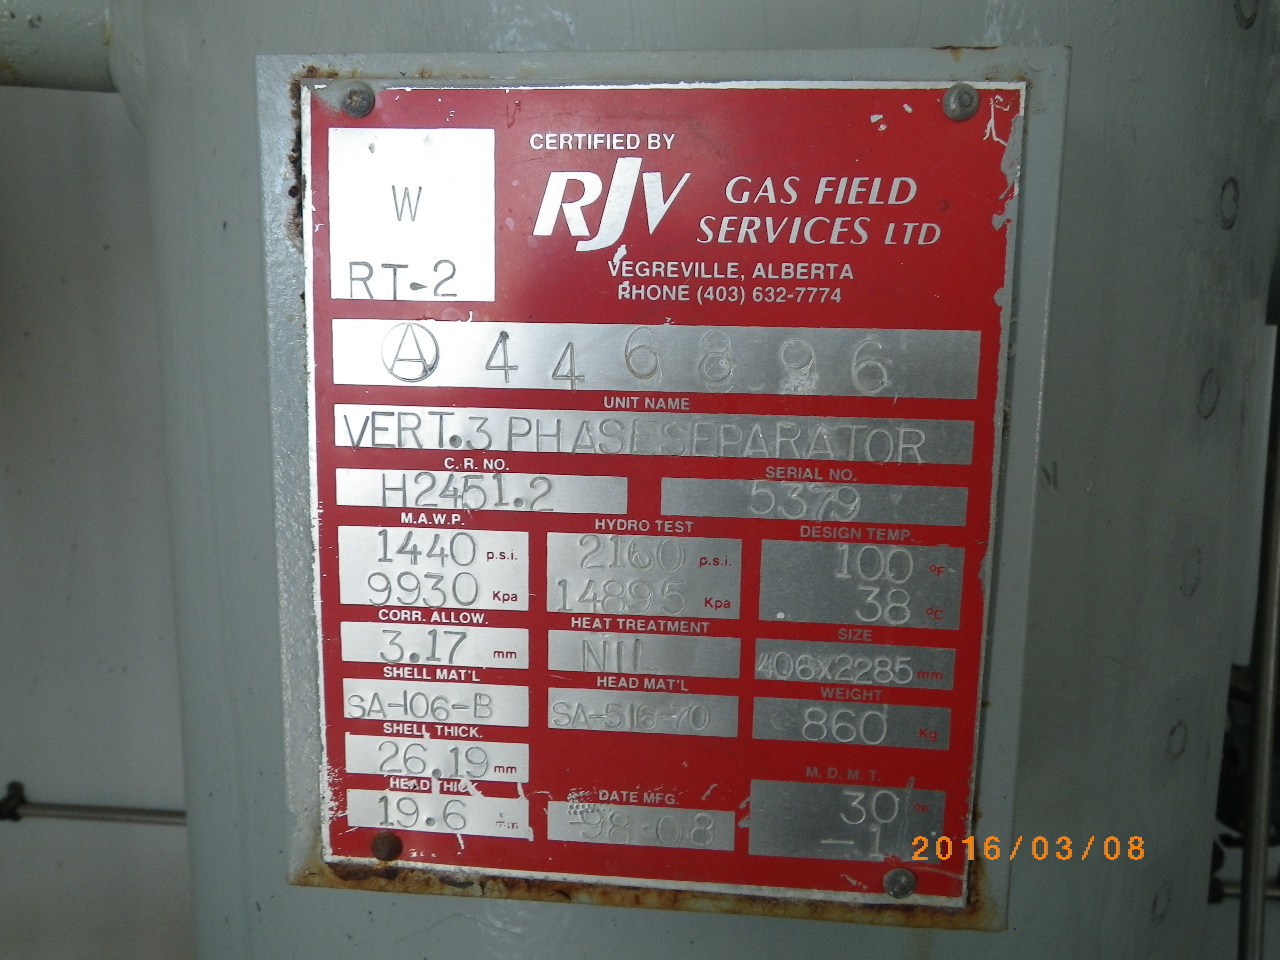 CERTIFIED BY
RJV GAS FIELD SERVICES LTD
VEGREVILLE, ALBERTA
PHONE (403) 632-7774
W
RT-2
A 446896
UNIT NAME
VERT.3 PHASE SEPARATOR
C.R. NO. SERIAL NO.
H2451.2 5379
M.A.W.P. HYDRO TEST DESIGN TEMP.
1440 p.s.i. 2160 p.s.i. 100 °F
9930 Kpa 14895 Kpa 38 °C
CORR. ALLOW. HEAT TREATMENT SIZE
3.17 mm NIL 406X2285 mm
SHELL MAT'L HEAD MAT'L WEIGHT
SA-106-B SA-516-70 860 Kg
SHELL THICK.
26.19 mm M.D.M.T.
HEAD THICK DATE MFG. 30 °F
19.6 mm 98-08 -1
2016/03/08